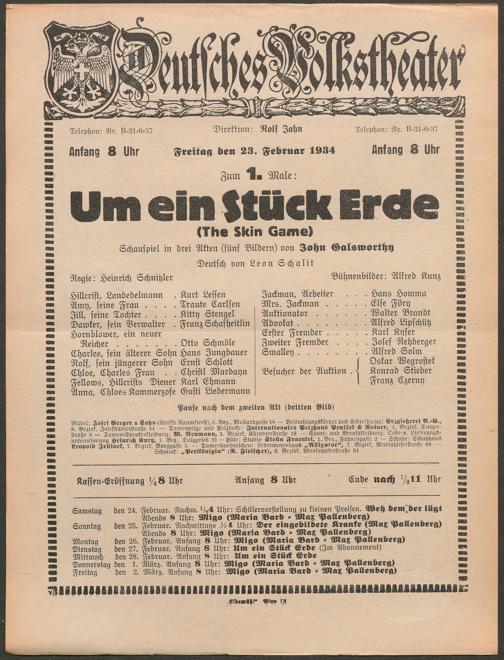 Deutsches Volkstheater
Telephon: Nr. B-31-0-37 Direktion: Rolf Jahn Telephon: Nr. B-31-0-37
Anfang 8 Uhr Freitag den 23. Februar 1934 Anfang 8 Uhr
Zum 1. Male:
Um ein Stück Erde
(The Skin Game)
Schauspiel in drei Akten (fünf Bildern) von John Galsworthy
Deutsch von Leon Schalit
Regie: Heinrich Schnitzler Bühnenbilder: Alfred Kunz
Hillcrist, Landedelmann . Kurt Lessen
Amy, seine Frau . . . . . Traute Carlsen
Jill, seine Tochter . . . . Kitty Stengel
Dawker, sein Verwalter . Franz Schafheitlin
Hornblower, ein neuer
Reicher . . . . . . . . Otto Schmöle
Charles, sein älterer Sohn Hans Jungbauer
Rolf, sein jüngerer Sohn Ernst Schlott
Chloe, Charles Frau . . Christl Mardayn
Fellows, Hillcrists Diener Karl Ehmann
Anna, Chloes Kammerzofe Gusti Liedermann
Jackman, Arbeiter . . . . Hans Homma
Mrs. Jackman . . . . . . Else Föry
Auktionator . . . . . . . Walter Brandt
Advokat . . . . . . . . . Alfred Lipschütz
Erster Fremder . . . . . Karl Kyser
Zweiter Fremder . . . . . Josef Rehberger
Smalley . . . . . . . . . Alfred Solm
Besucher der Auktion . { Oskar Wegrostek
Konrad Stieber
Franz Czerny
Pause nach dem zweiten Akt (dritten Bild)
Kassen-Eröffnung ¼8 Uhr Anfang 8 Uhr Ende nach ½11 Uhr
Samstag den 24. Februar. Nachm. Uhr: Schülervorstellung zu kleinen Preisen. Weh dem, der lügt
Abends 8 Uhr: Migo (Maria Bard - Max Pallenberg)
Sonntag den 25. Februar. Nachmittags Uhr: Der eingebildete Kranke (Max Pallenberg)
Abends 8 Uhr: Migo (Maria Bard - Max Pallenberg)
Montag den 26. Februar. Anfang 8 Uhr: Migo (Maria Bard - Max Pallenberg)
Dienstag den 27. Februar. Anfang 8 Uhr: Um ein Stück Erde (Im Abonnement)
Mittwoch den 28. Februar. Anfang 8 Uhr: Um ein Stück Erde
Donnerstag den 1. März. Anfang 8 Uhr: Migo (Maria Bard - Max Pallenberg)
Freitag den 2. März. Anfang 8 Uhr: Migo (Maria Bard - Max Pallenberg)
„Elbemühl“ Wien IX